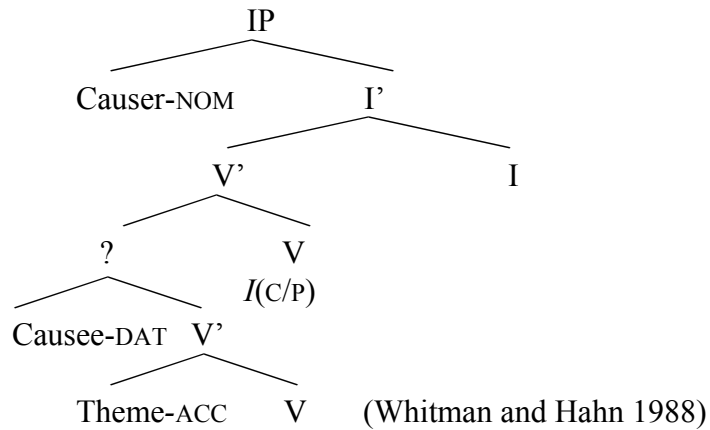 IP
Causer-NOM I’
V’ I
? V
I(C/P)
Causee-DAT V’
Theme-ACC V (Whitman and Hahn 1988)